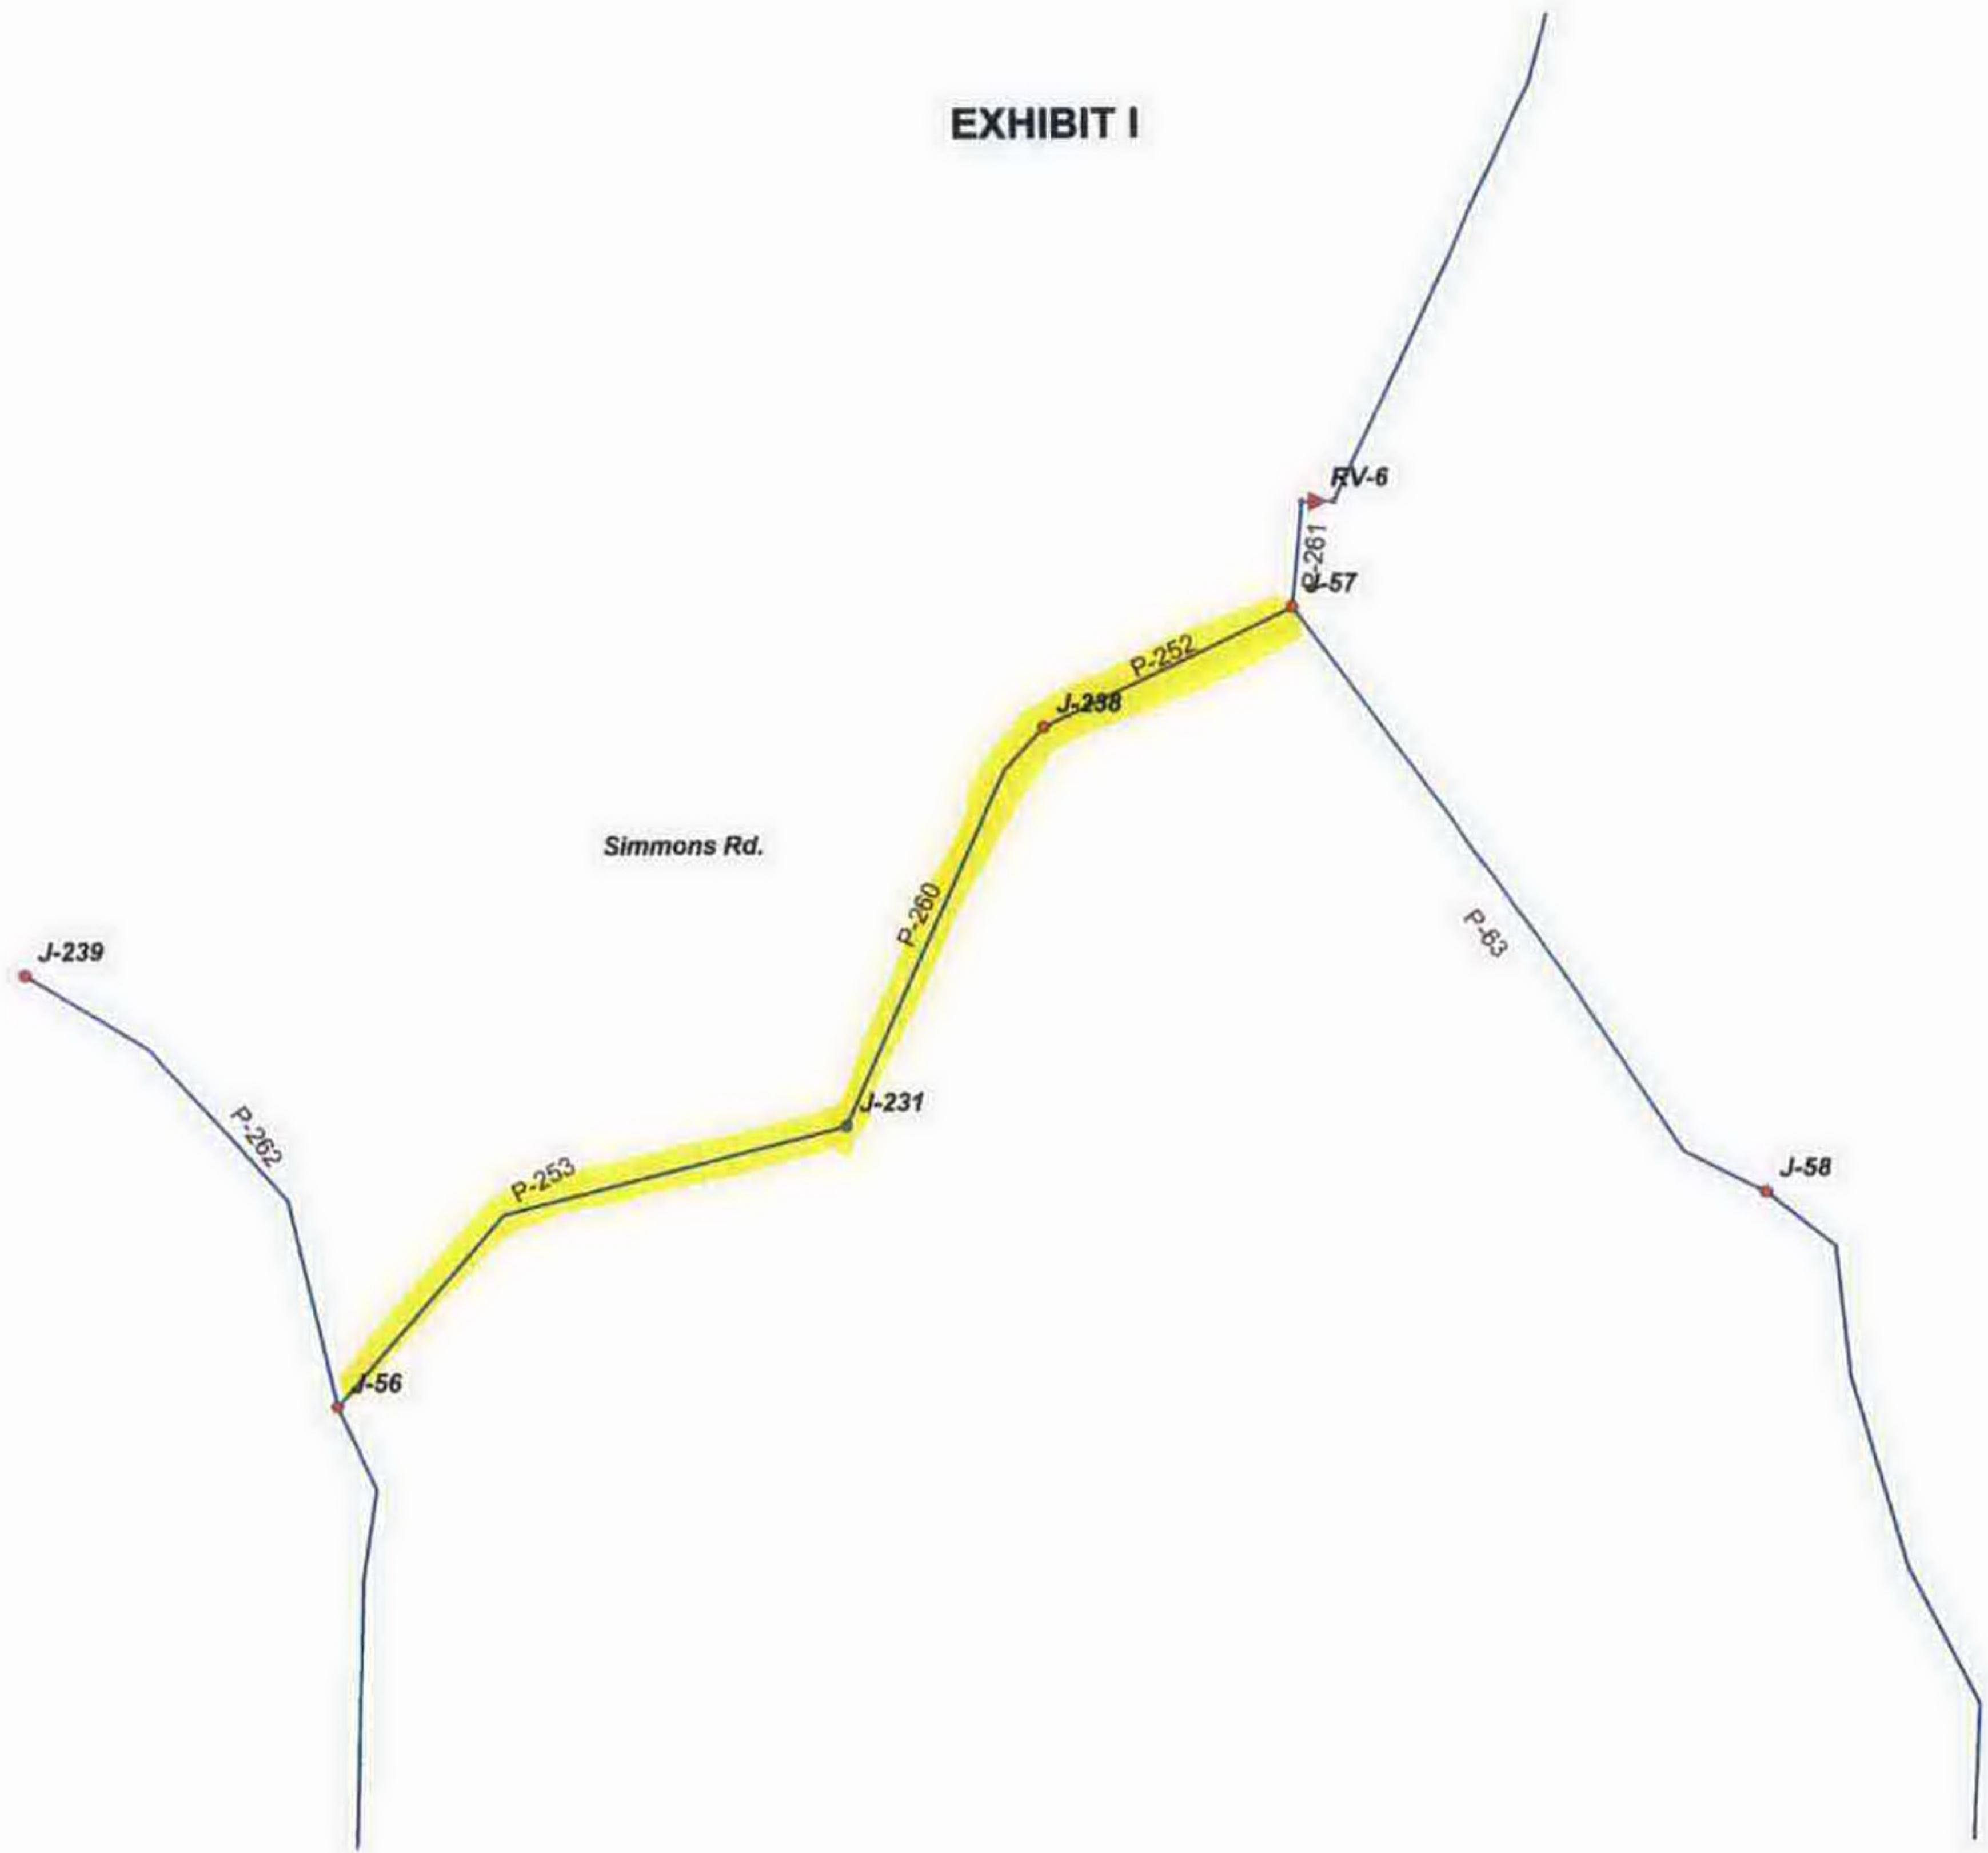 EXHIBIT I
RV-6
P-261
J-57
P-252
J-238
Simmons Rd.
P-260
P-63
J-239
J-231
P-262
J-58
P-253
J-56